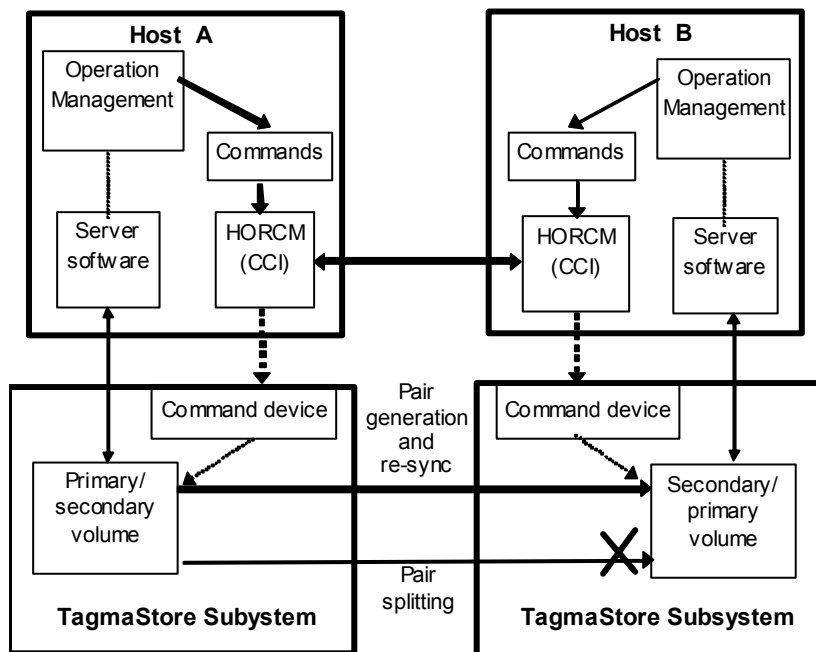 Host A
Operation
Management
Commands
Server
software
HORCM
(CCI)
Host B
Operation
Management
Commands
HORCM
(CCI)
Server
software
Command device
Primary/
secondary
volume
TagmaStore Subystem
Pair
generation
and
re-sync
Pair
splitting
Command device
Secondary/
primary
volume
TagmaStore Subsystem